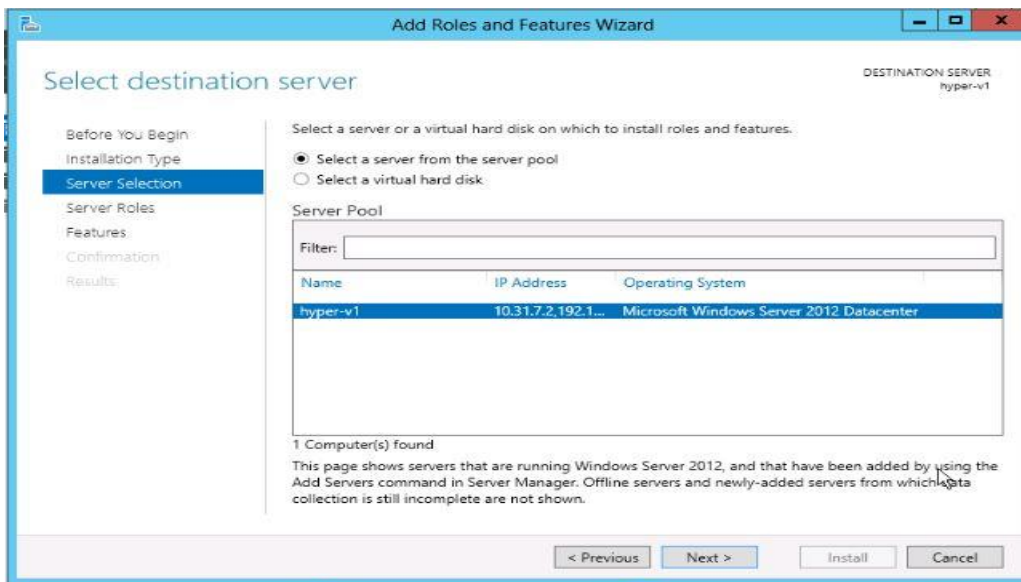 Add Roles and Features Wizard
Select destination server
DESTINATION SERVER
hyper-v1
Before You Begin
Installation Type
Server Selection
Server Roles
Features
Confirmation
Results
Select a server or a virtual hard disk on which to install roles and features.
Select a server from the server pool
Select a virtual hard disk
Server Pool
Filter:
Name IP Address Operating System
hyper-v1 10.31.7.2,192.1... Microsoft Windows Server 2012 Datacenter
1 Computer(s) found
This page shows servers that are running Windows Server 2012, and that have been added by using the
Add Servers command in Server Manager. Offline servers and newly-added servers from which data
collection is still incomplete are not shown.
< Previous Next > Install Cancel